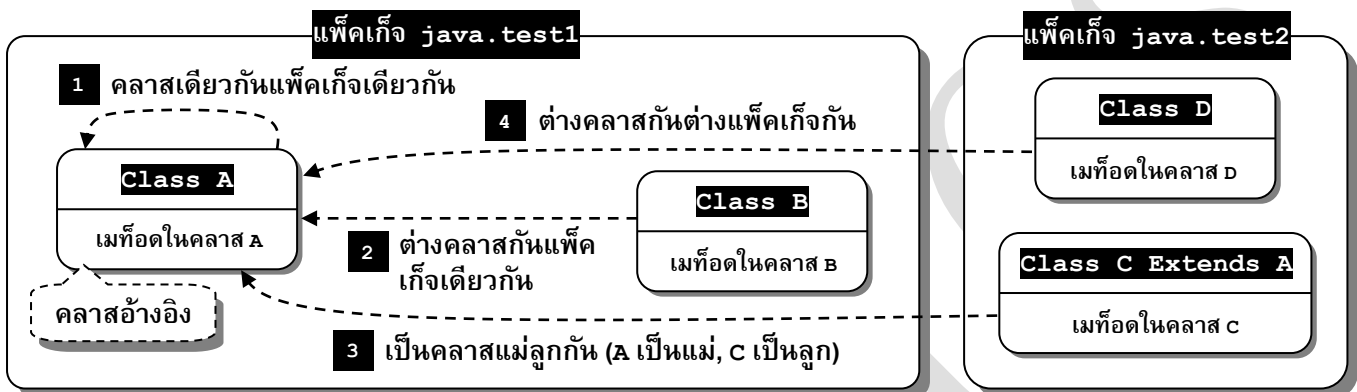 แพ็คเก็จ java.test1
แพ็คเก็จ java.test2
1 คลาสเดียวกันแพ็คเก็จเดียวกัน
4 ต่างคลาสกันต่างแพ็คเก็จกัน
Class D
เมท็อดในคลาส D
Class A
เมท็อดในคลาส A
Class B
เมท็อดในคลาส B
2 ต่างคลาสกันแพ็ค
เก็จเดียวกัน
Class C Extends A
เมท็อดในคลาส C
คลาสอ้างอิง
3 เป็นคลาสแม่ลูกกัน (A เป็นแม่, C เป็นลูก)